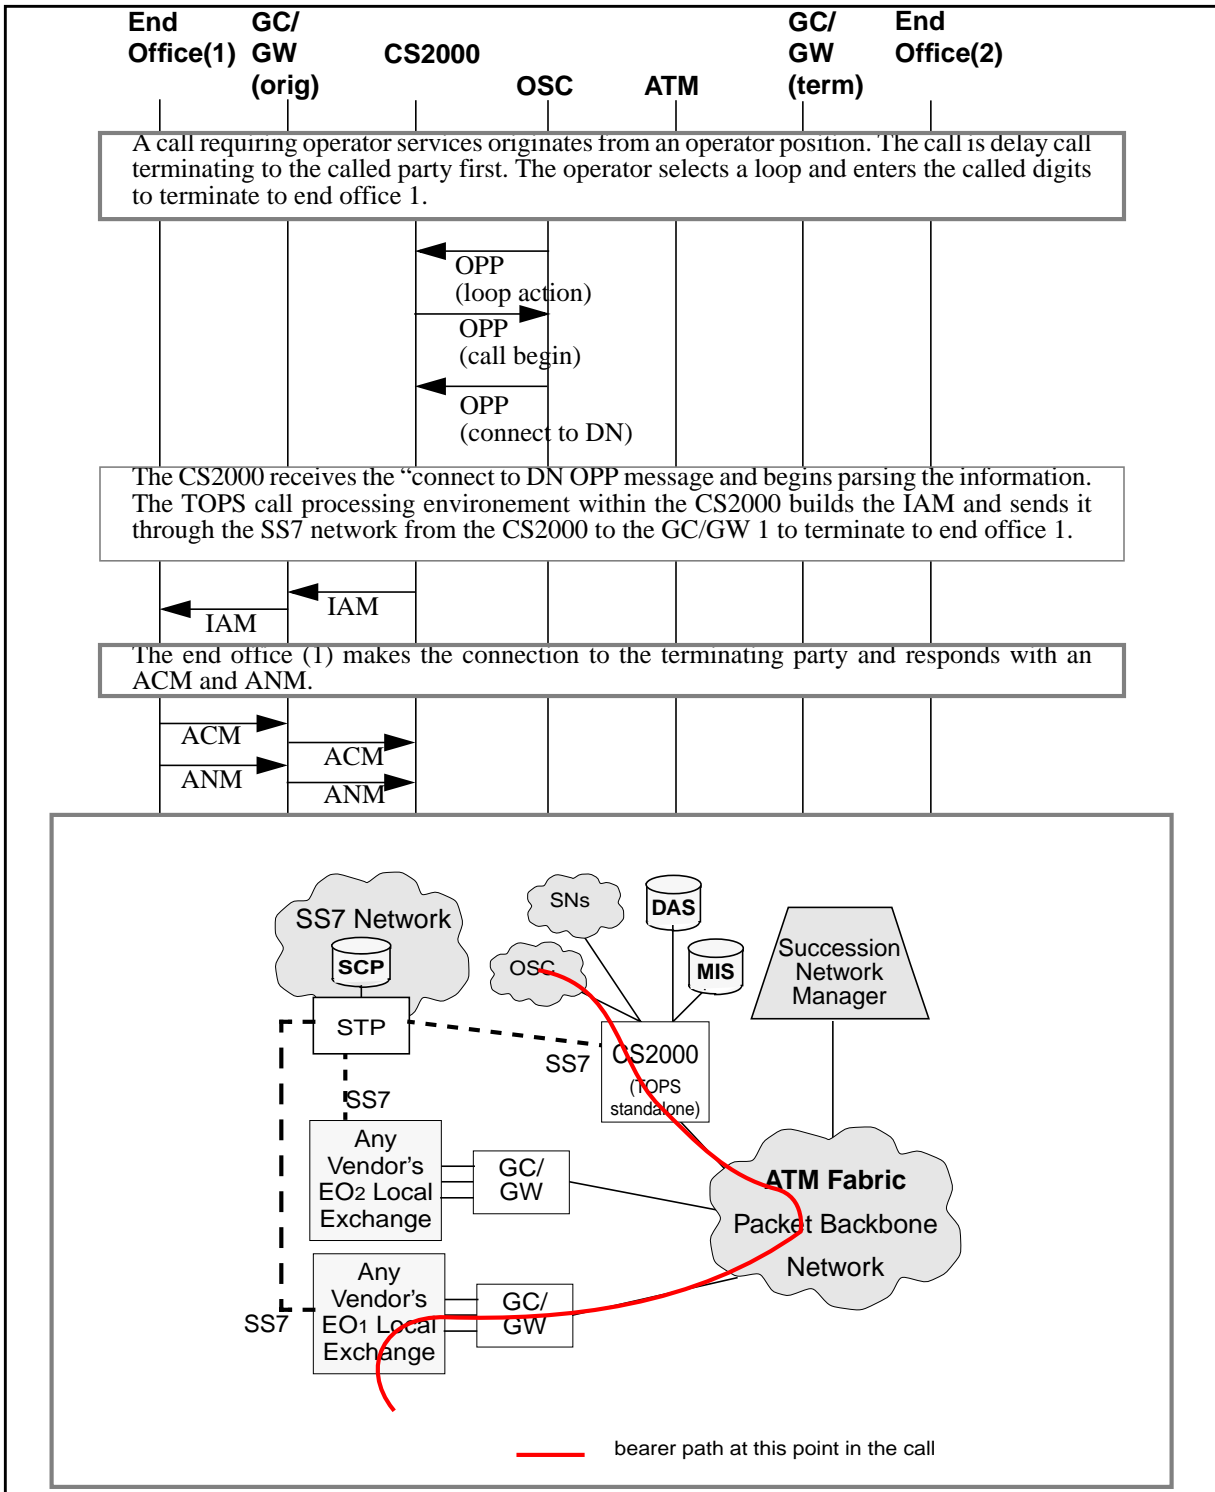 End Office(1)
GC/ GW (orig)
CS2000
OSC
ATM
GC/ GW (term)
End Office(2)
A call requiring operator services originates from an operator position. The call is delay call
terminating to the called party first. The operator selects a loop and enters the called digits
to terminate to end office 1.
OPP
(loop action)
OPP
(call begin)
OPP
(connect to DN)
The CS2000 receives the “connect to DN OPP message and begins parsing the information.
The TOPS call processing environement within the CS2000 builds the IAM and sends it
through the SS7 network from the CS2000 to the GC/GW 1 to terminate to end office 1.
IAM
IAM
The end office (1) makes the connection to the terminating party and responds with an
ACM and ANM.
ACM
ACM
ANM
ANM
SS7 Network
SCP
STP
SNs
DAS
OSC
MIS
Succession
Network
Manager
SS7
CS2000
(TOPS
standalone)
SS7
Any
Vendor's
EO2 Local
Exchange
GC/
GW
ATM Fabric
Packet Backbone
Network
SS7
Any
Vendor's
EO1 Local
Exchange
GC/
GW
bearer path at this point in the call